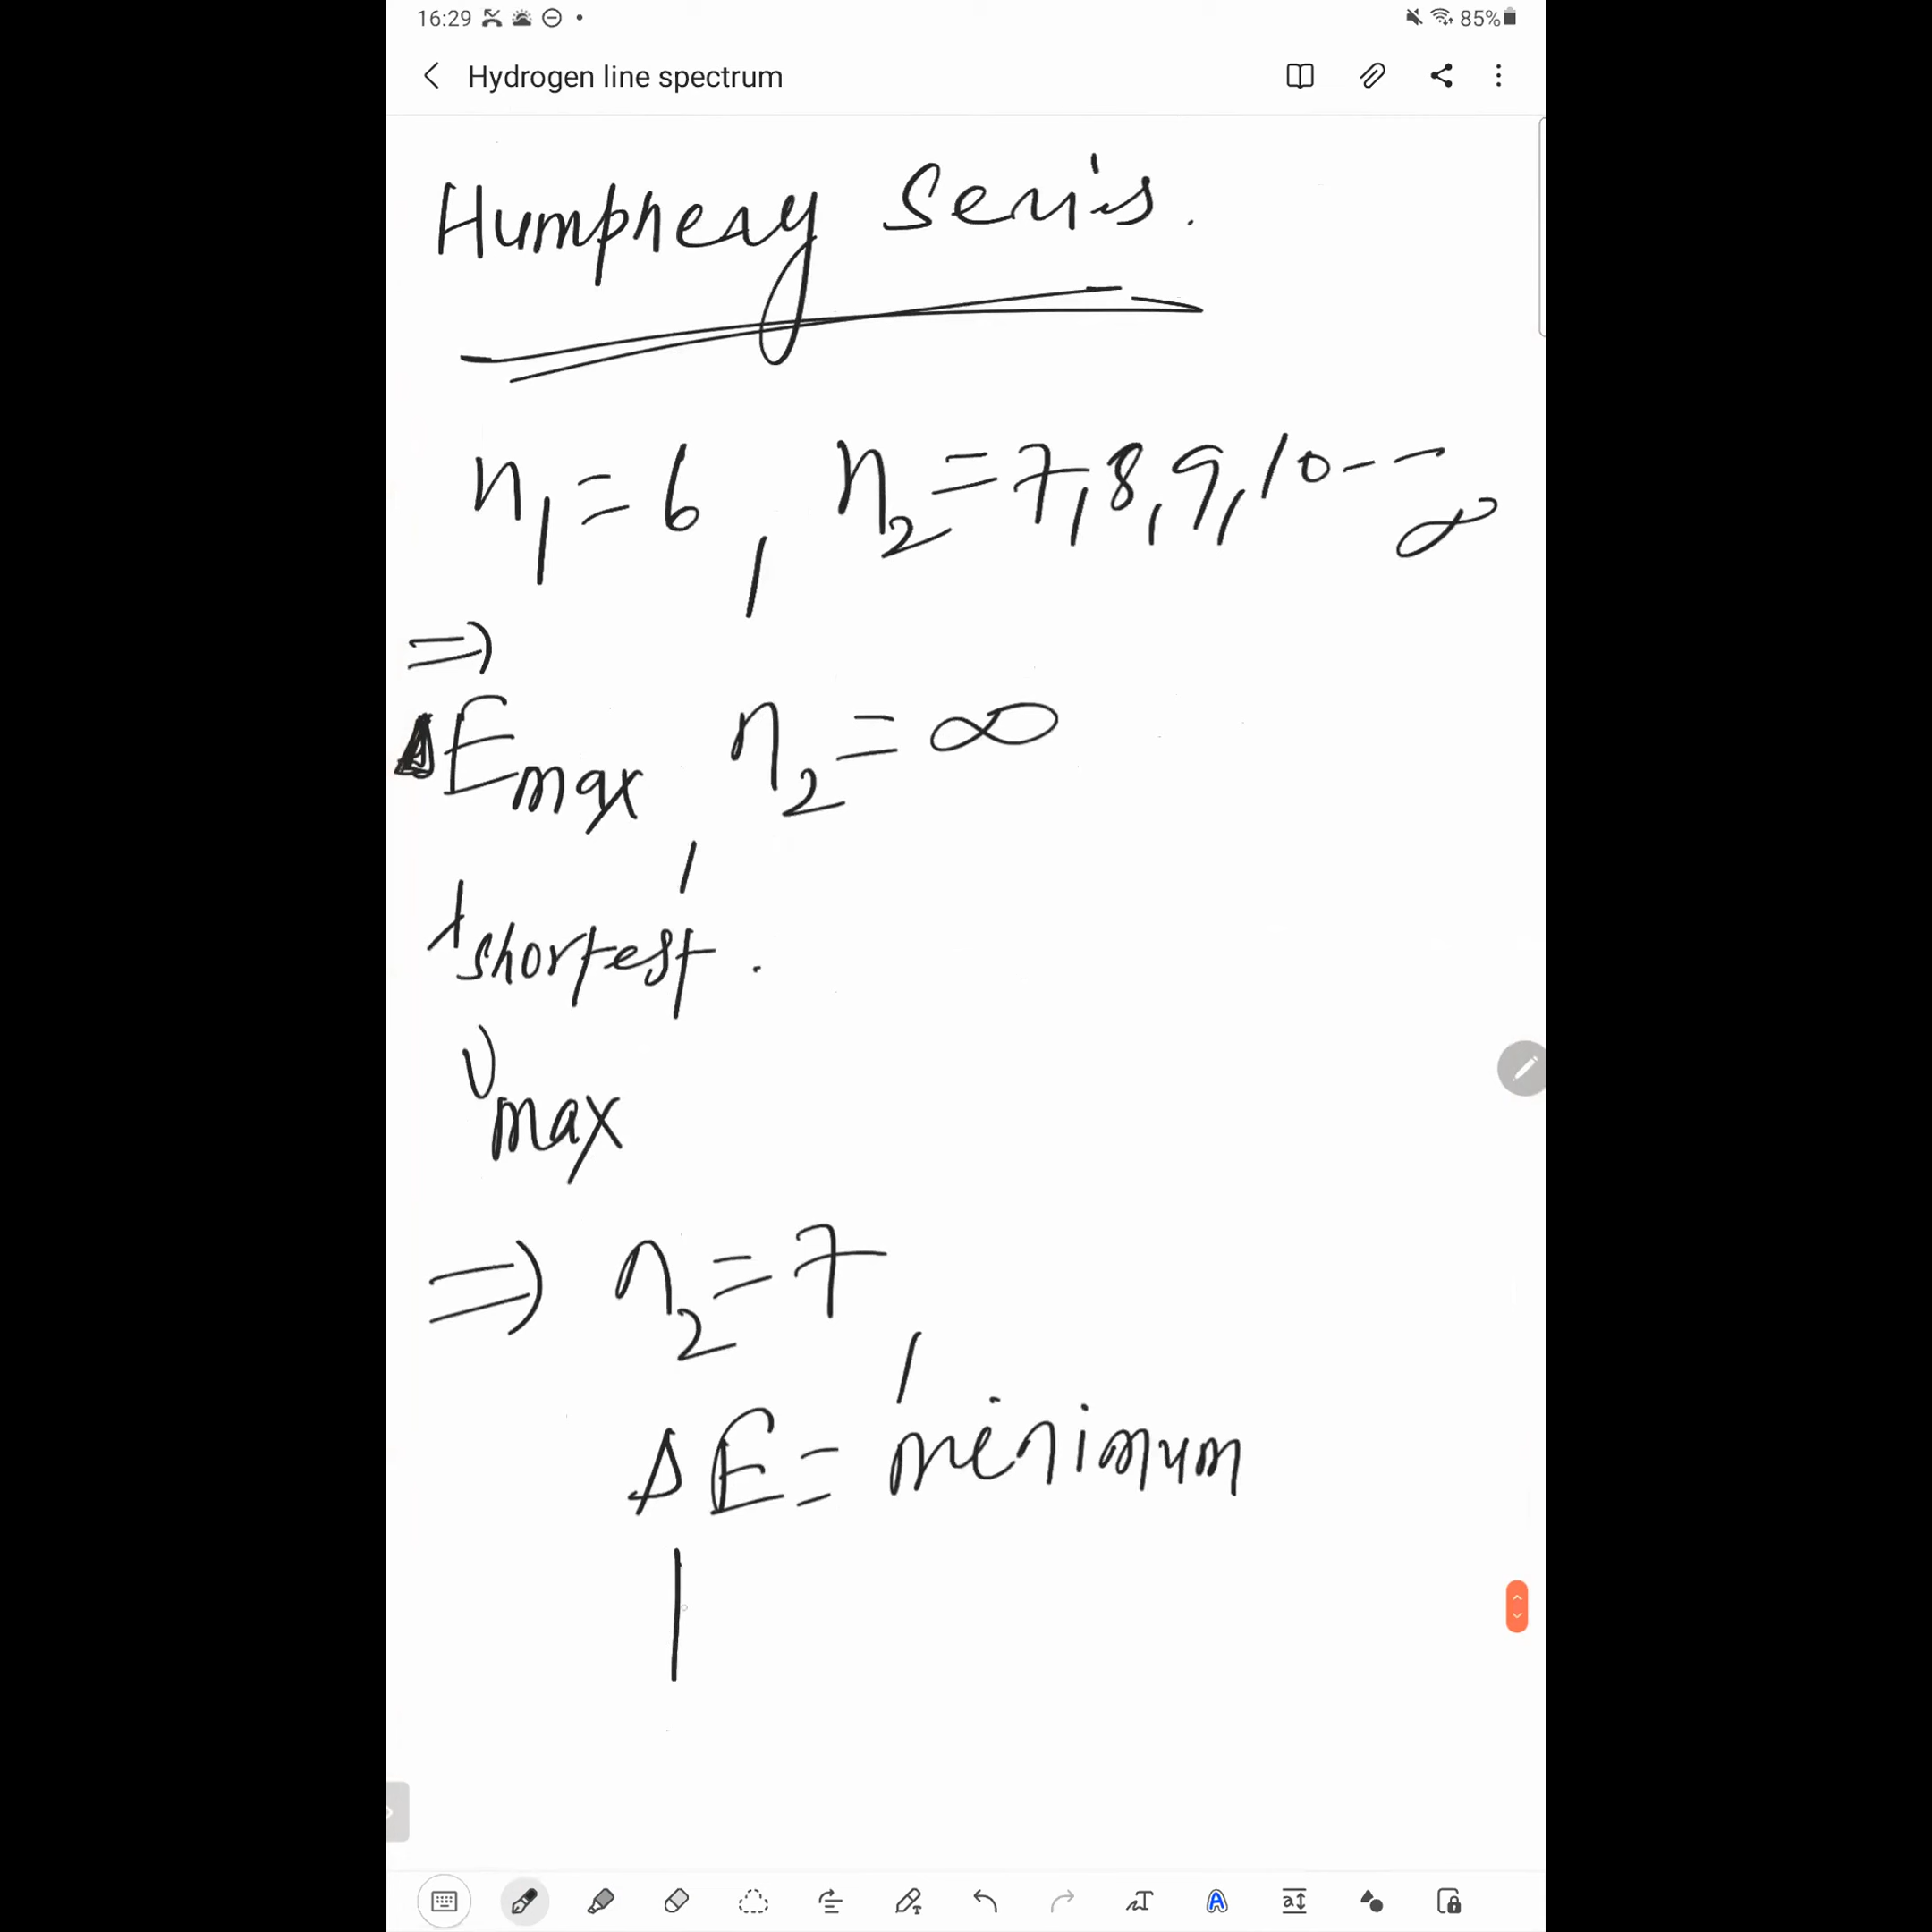 16:29 85%
Hydrogen line spectrum
Humphery Series.
n₁ = 6, n₂ = 7, 8, 9, 10 - - ∞
⇒
ΔEmax n₂ = ∞
,
λshortest.
νmax
⇒ n₂ = 7
,
ΔE = minimum